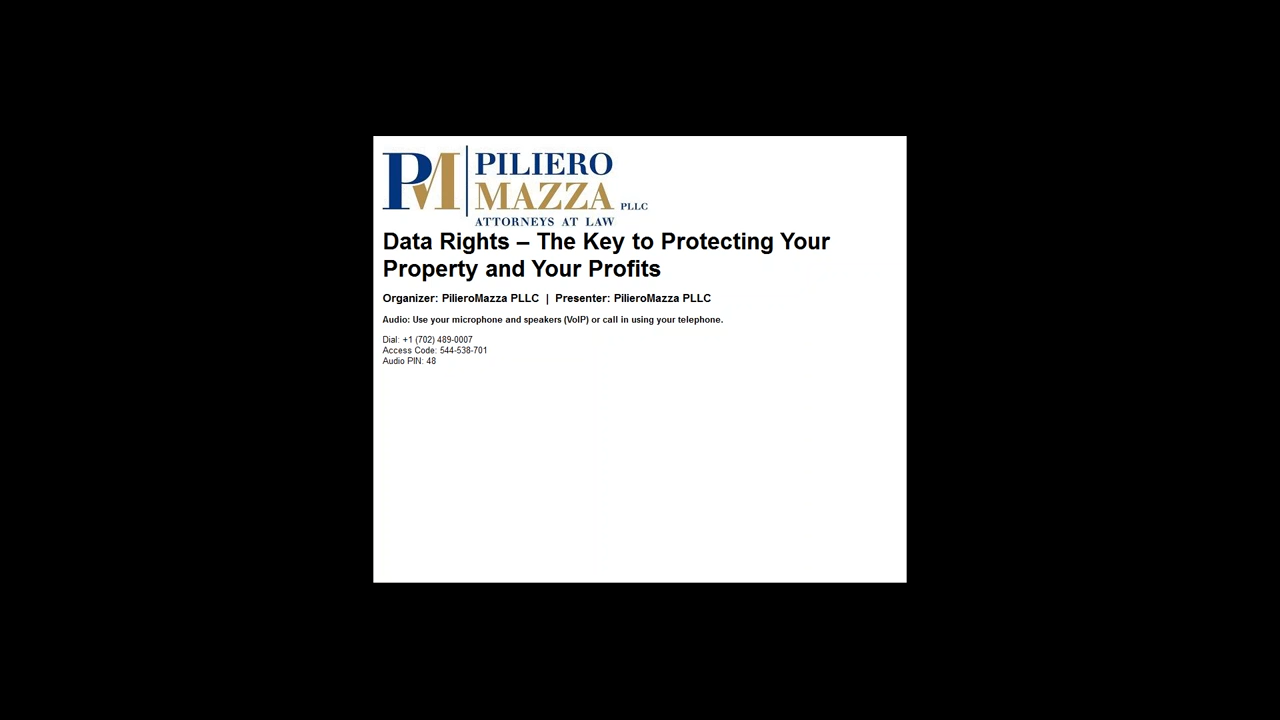 PM
PILIERO
MAZZA PLLC
ATTORNEYS AT LAW
Data Rights – The Key to Protecting Your
Property and Your Profits
Organizer: PilieroMazza PLLC | Presenter: PilieroMazza PLLC
Audio: Use your microphone and speakers (VoIP) or call in using your telephone.
Dial: +1 (702) 489-0007
Access Code: 544-538-701
Audio PIN: 48